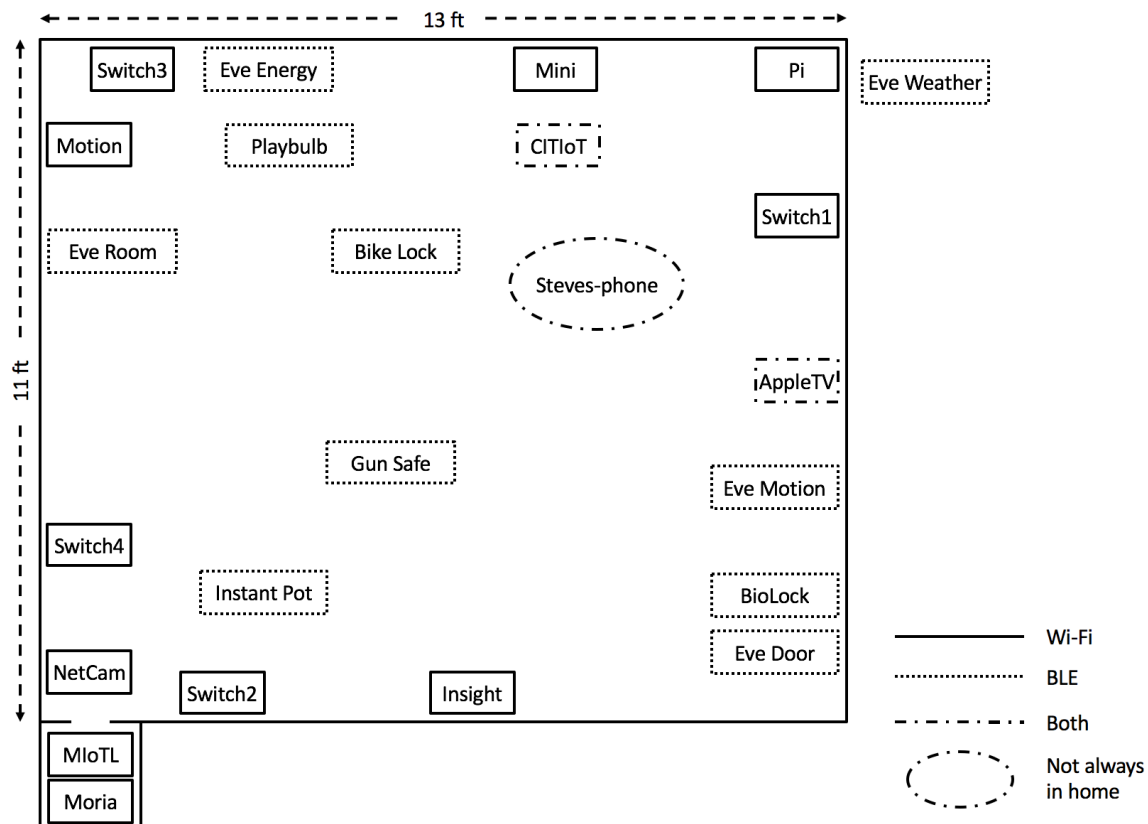 13 ft
Switch3
Eve Energy
Mini
Pi
Eve Weather
Motion
Playbulb
CITIoT
Switch1
Eve Room
Bike Lock
Steves-phone
11 ft
AppleTV
Gun Safe
Eve Motion
Switch4
Instant Pot
BioLock
Eve Door
NetCam
Switch2
Insight
MIoTL
Moria
Wi-Fi
BLE
Both
Not always
in home